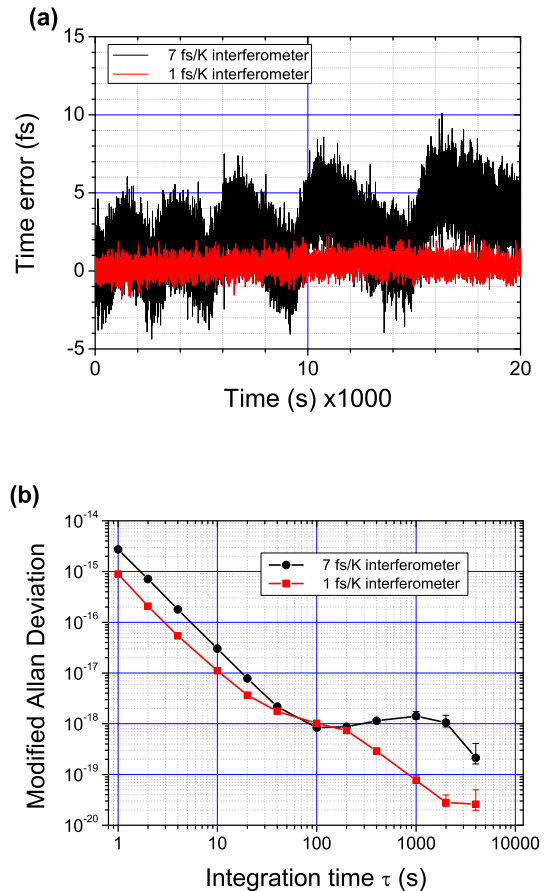 (a)
15
10
5
0
-5
Time error (fs)
7 fs/K interferometer
1 fs/K interferometer
0
10
20
Time (s) x1000
(b)
10⁻¹⁴
10⁻¹⁵
10⁻¹⁶
10⁻¹⁷
10⁻¹⁸
10⁻¹⁹
10⁻²⁰
Modified Allan Deviation
7 fs/K interferometer
1 fs/K interferometer
1
10
100
1000
10000
Integration time τ (s)